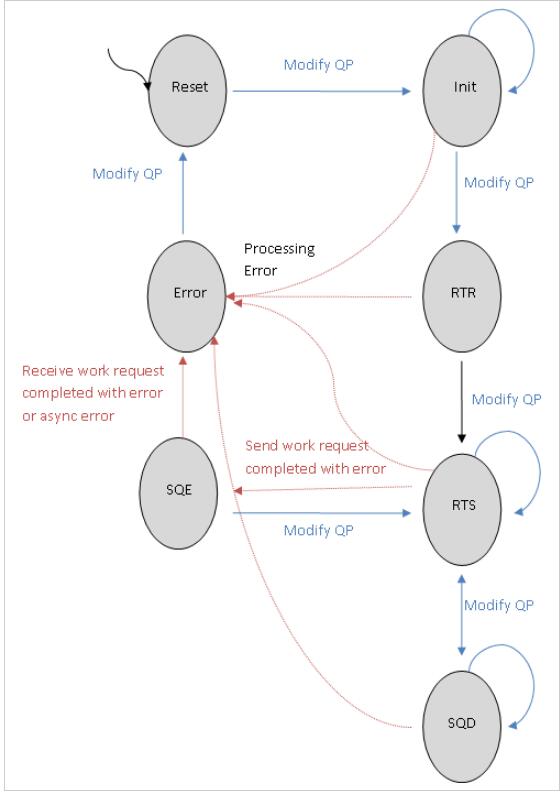 Modify QP
Reset
Init
Modify QP
Modify QP
Processing
Error
Error
RTR
Receive work request
completed with error
or async error
Modify QP
Send work request
completed with error
SQE
RTS
Modify QP
Modify QP
SQD